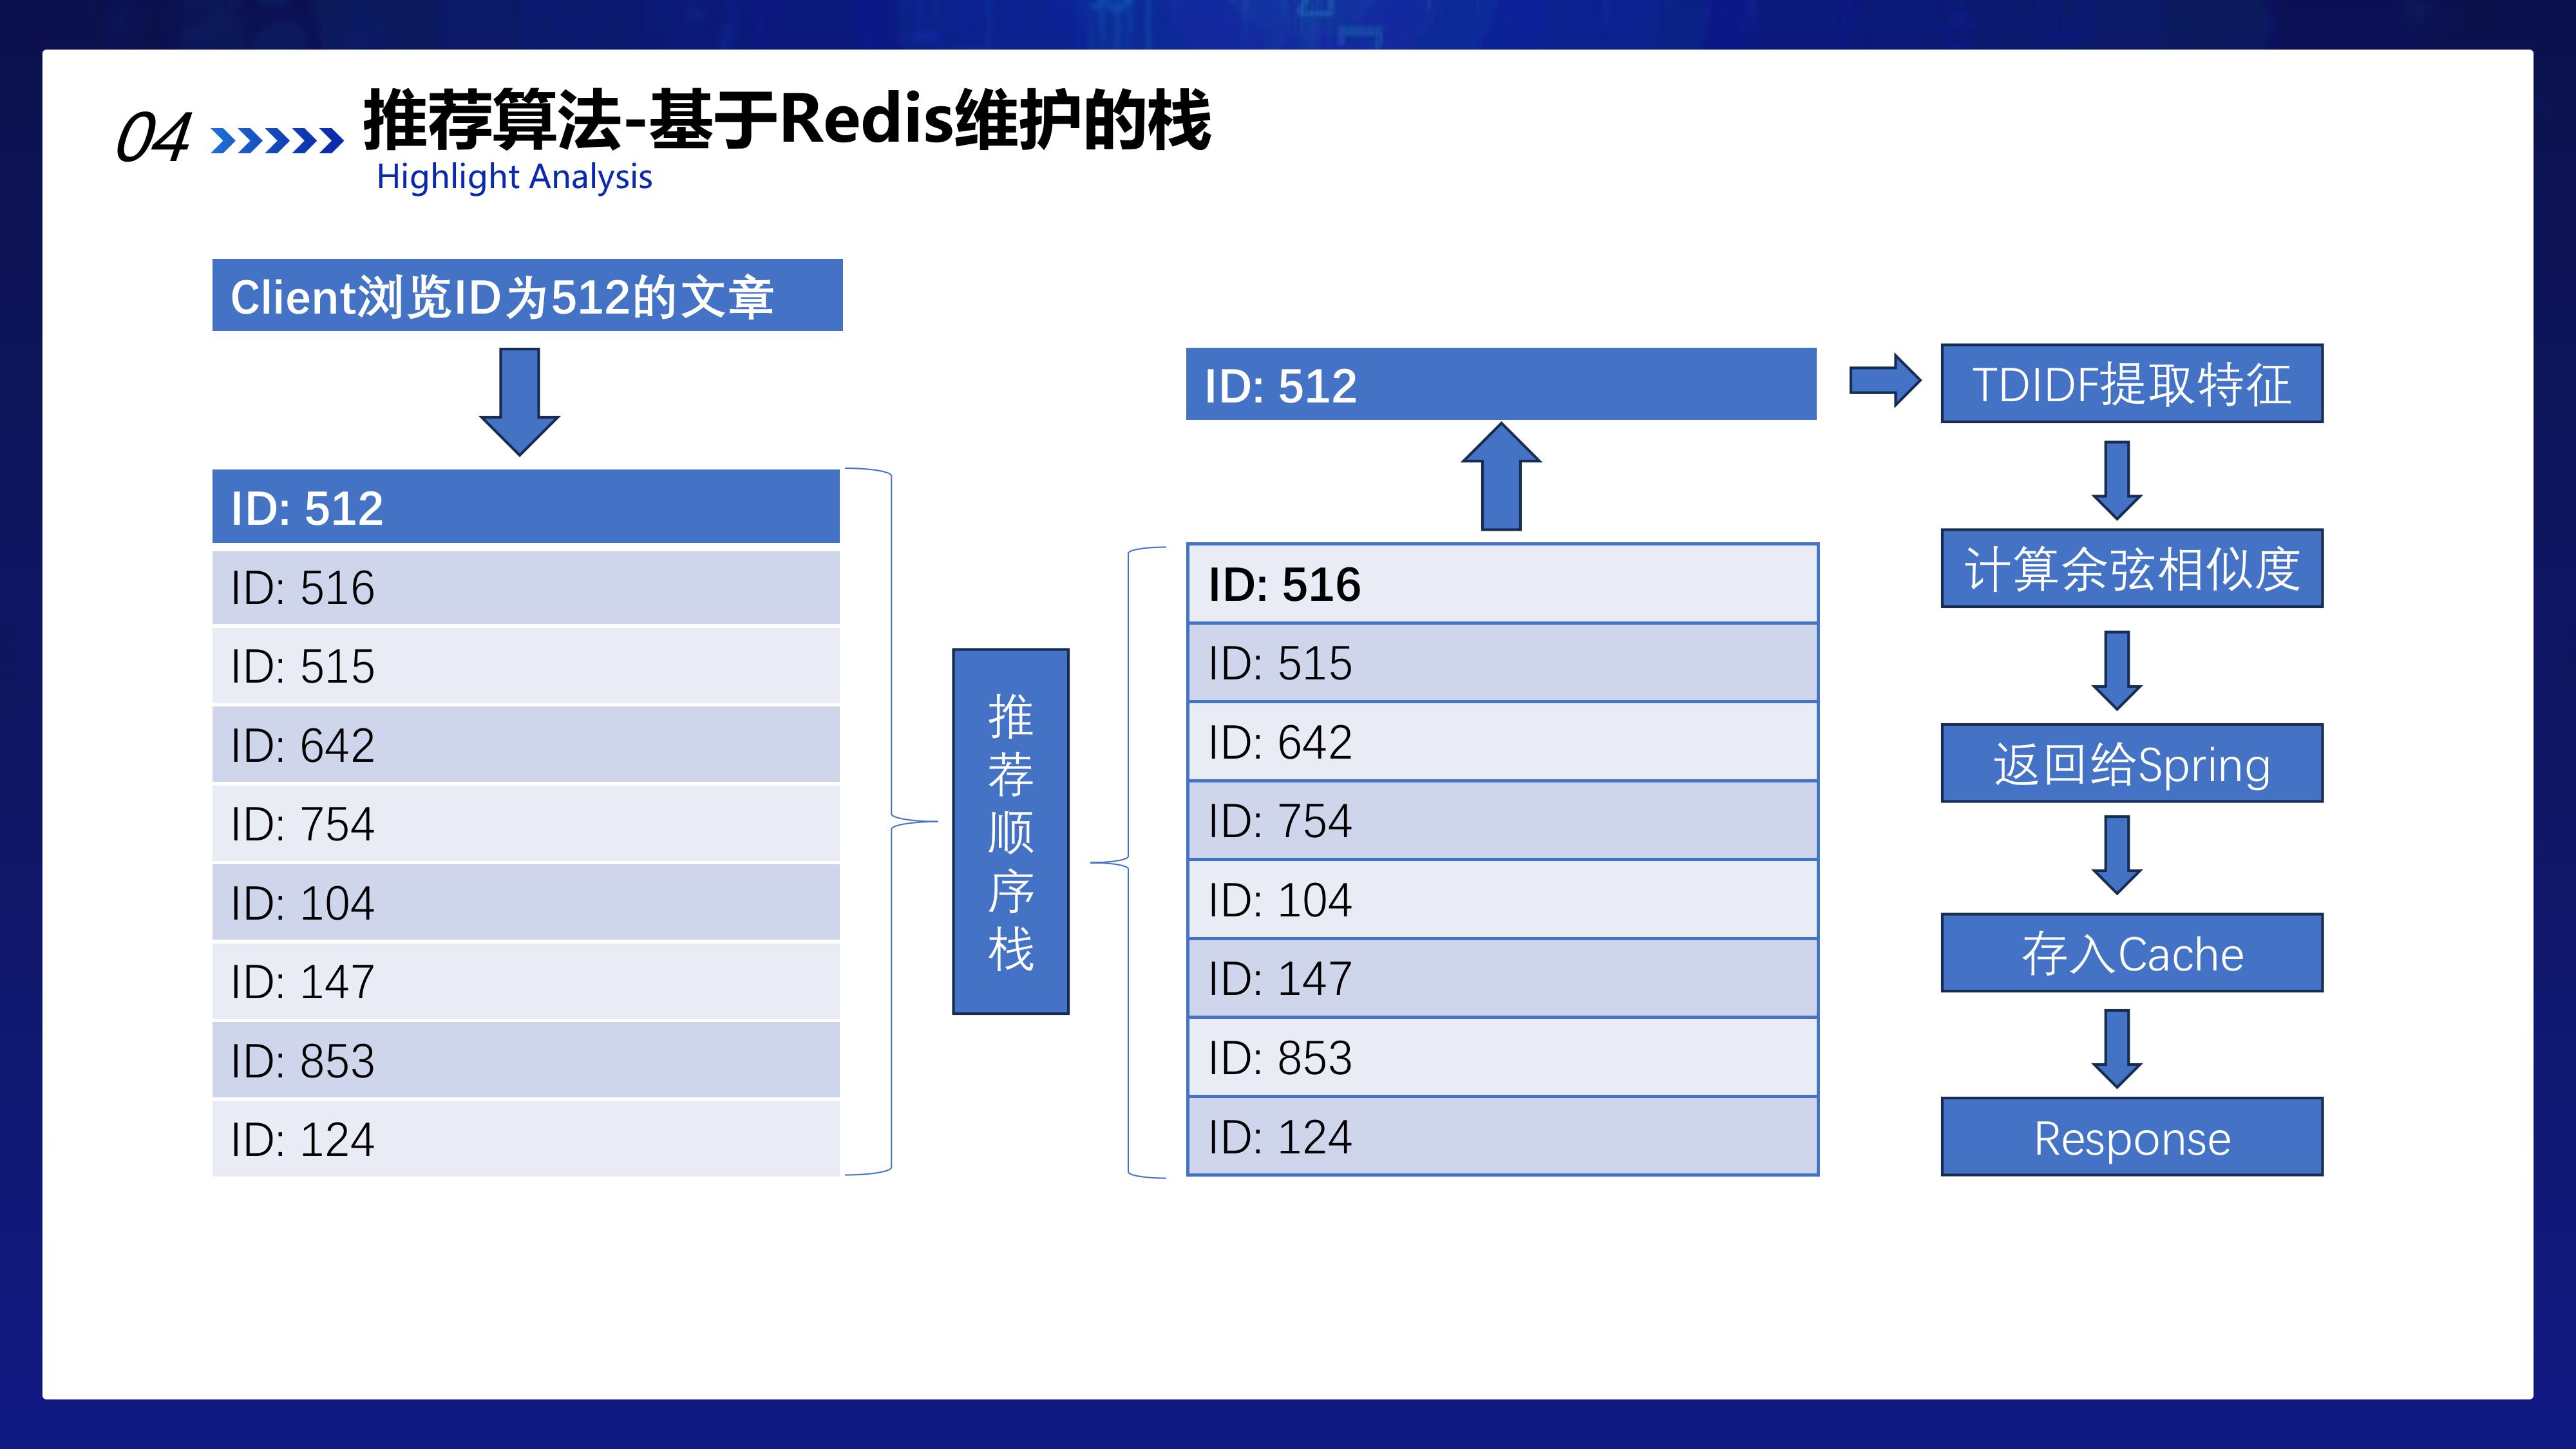 04
推荐算法-基于Redis维护的栈
Highlight Analysis
Client浏览ID为512的文章
ID: 512
ID: 516
ID: 515
ID: 642
ID: 754
ID: 104
ID: 147
ID: 853
ID: 124
推
荐
顺
序
栈
ID: 512
ID: 516
ID: 515
ID: 642
ID: 754
ID: 104
ID: 147
ID: 853
ID: 124
TDIDF提取特征
计算余弦相似度
返回给Spring
存入Cache
Response